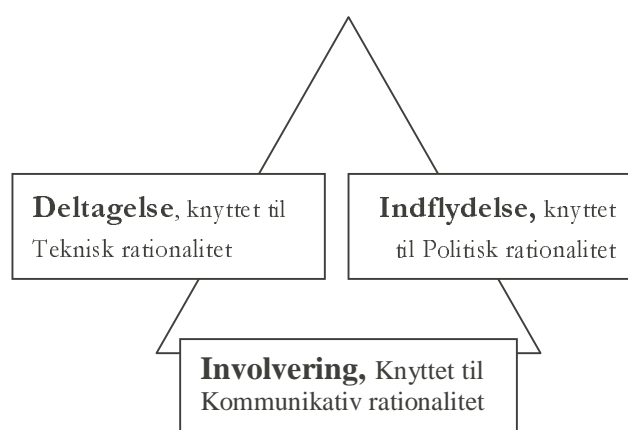 Deltagelse, knyttet til
Teknisk rationalitet
Indflydelse, knyttet
til Politisk rationalitet
Involvering, Knyttet til
Kommunikativ rationalitet